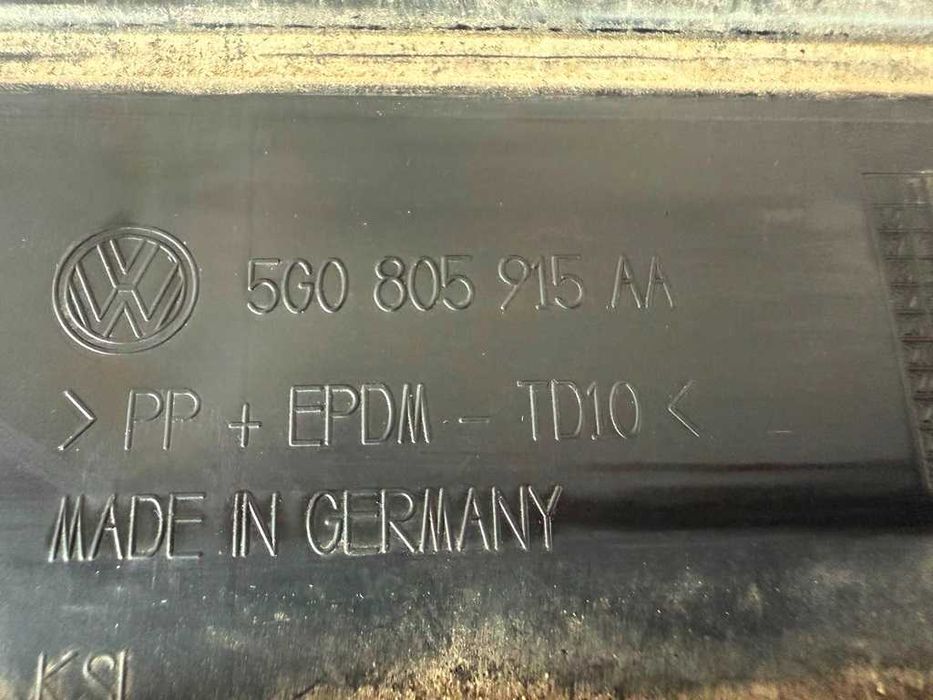 5G0 805 915 AA
> PP + EPDM - TD10 <
MADE IN GERMANY